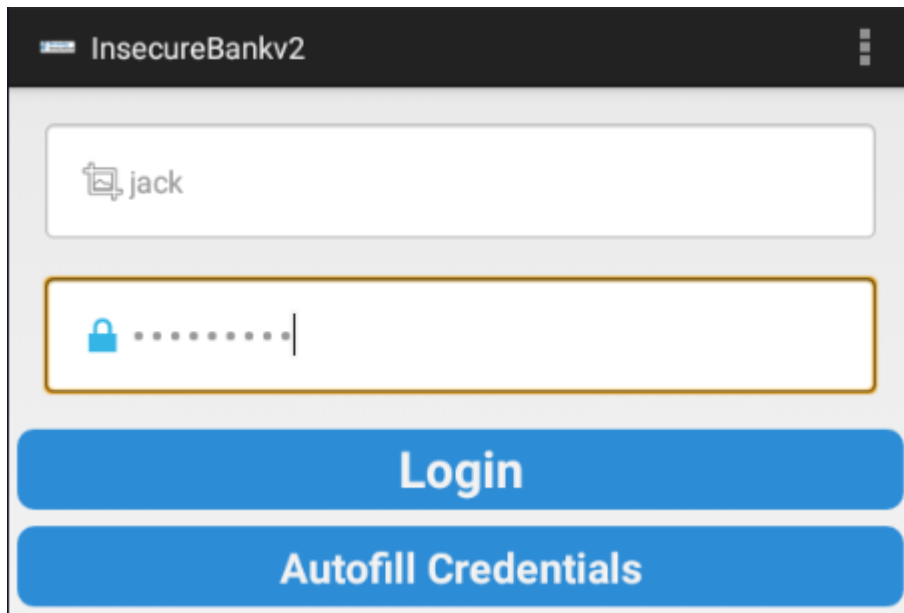 InsecureBankv2
jack
•••••••••
Login
Autofill Credentials